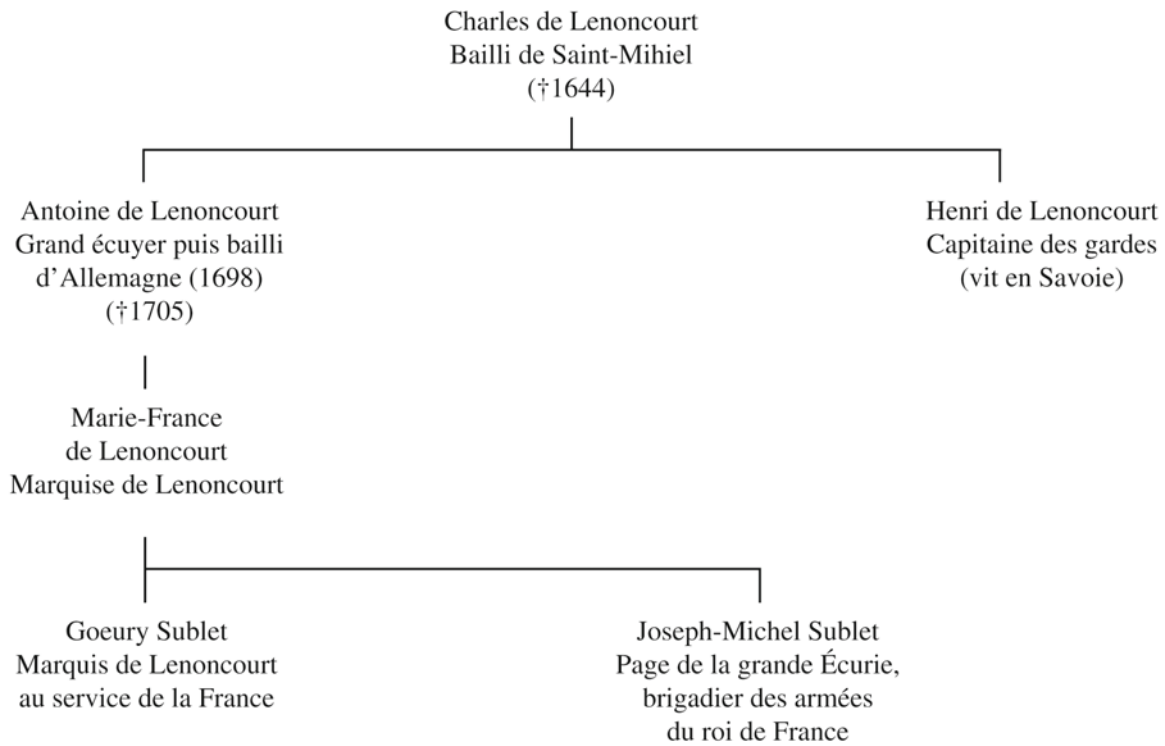 Charles de Lenoncourt
Bailli de Saint-Mihiel
(†1644)
Antoine de Lenoncourt
Grand écuyer puis bailli
d’Allemagne (1698)
(†1705)
Henri de Lenoncourt
Capitaine des gardes
(vit en Savoie)
Marie-France
de Lenoncourt
Marquise de Lenoncourt
Goeury Sublet
Marquis de Lenoncourt
au service de la France
Joseph-Michel Sublet
Page de la grande Écurie,
brigadier des armées
du roi de France